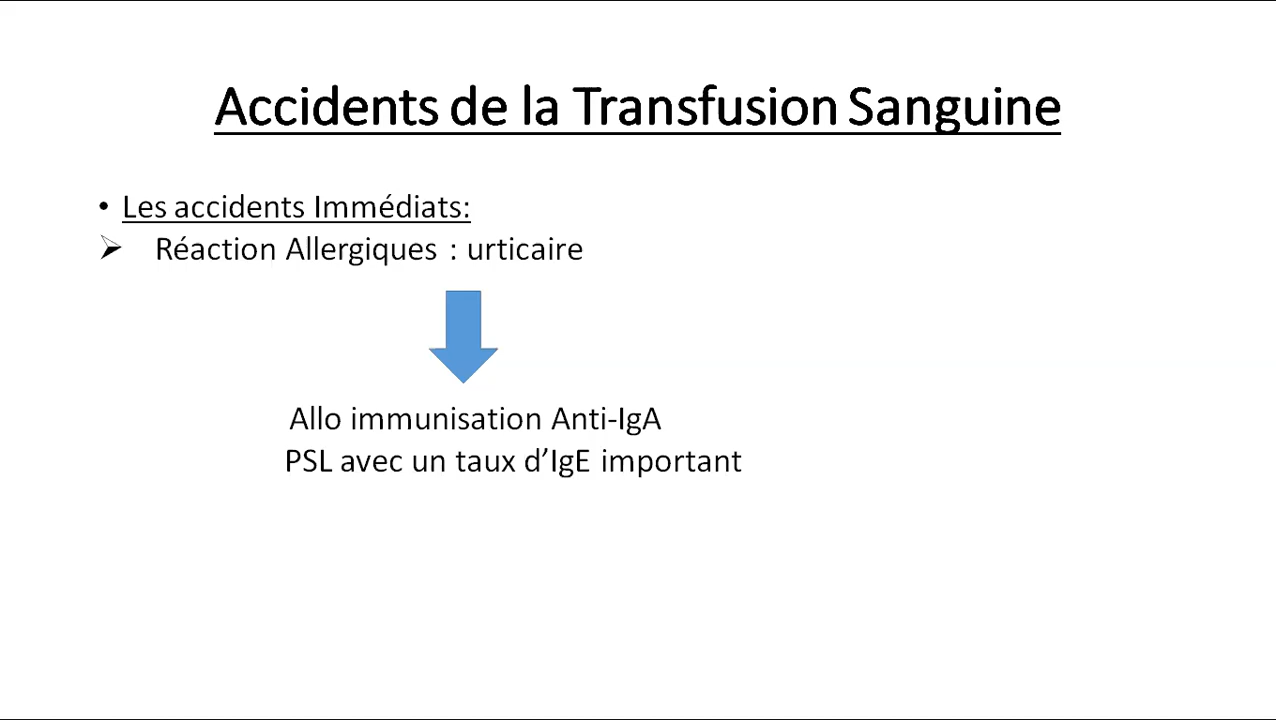 Accidents de la Transfusion Sanguine
• Les accidents Immédiats:
➢ Réaction Allergiques : urticaire
Allo immunisation Anti-IgA
PSL avec un taux d’IgE important